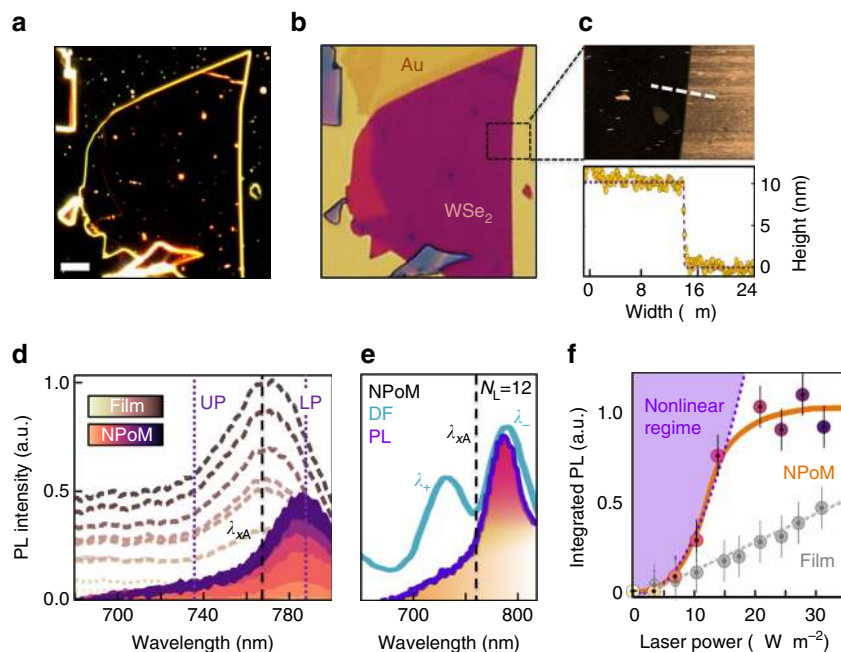 a
b
c
Au
WSe₂
10
5
0
Height (nm)
0
8
16
24
Width ( m)
d
e
f
1.0
0.5
0.0
PL intensity (a.u.)
Film
NPoM
UP
LP
λxA
700
740
780
Wavelength (nm)
NPoM
DF
PL
N_L=12
λxA
λ₊
λ₋
700
800
Wavelength (nm)
1.0
0.5
0
Integrated PL (a.u.)
Nonlinear
regime
NPoM
Film
0
10
20
30
Laser power ( W m⁻²)